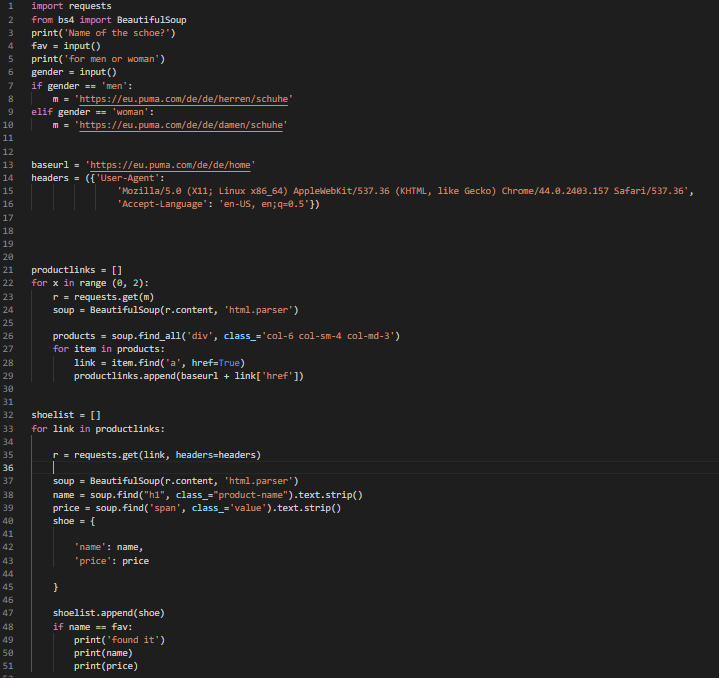 1 import requests
2 from bs4 import BeautifulSoup
3 print('Name of the schoe?')
4 fav = input()
5 print('for men or woman')
6 gender = input()
7 if gender == 'men':
8     m = 'https://eu.puma.com/de/de/herren/schuhe'
9 elif gender == 'woman':
10     m = 'https://eu.puma.com/de/de/damen/schuhe'
11
12
13 baseurl = 'https://eu.puma.com/de/de/home'
14 headers = ({'User-Agent':
15                 'Mozilla/5.0 (X11; Linux x86_64) AppleWebKit/537.36 (KHTML, like Gecko) Chrome/44.0.2403.157 Safari/537.36',
16                 'Accept-Language': 'en-US, en;q=0.5'})
17
18
19
20
21 productlinks = []
22 for x in range (0, 2):
23     r = requests.get(m)
24     soup = BeautifulSoup(r.content, 'html.parser')
25
26     products = soup.find_all('div', class_='col-6 col-sm-4 col-md-3')
27     for item in products:
28         link = item.find('a', href=True)
29         productlinks.append(baseurl + link['href'])
30
31
32 shoelist = []
33 for link in productlinks:
34
35     r = requests.get(link, headers=headers)
36
37     soup = BeautifulSoup(r.content, 'html.parser')
38     name = soup.find("h1", class_="product-name").text.strip()
39     price = soup.find('span', class_='value').text.strip()
40     shoe = {
41
42         'name': name,
43         'price': price
44
45     }
46
47     shoelist.append(shoe)
48     if name == fav:
49         print('found it')
50         print(name)
51         print(price)